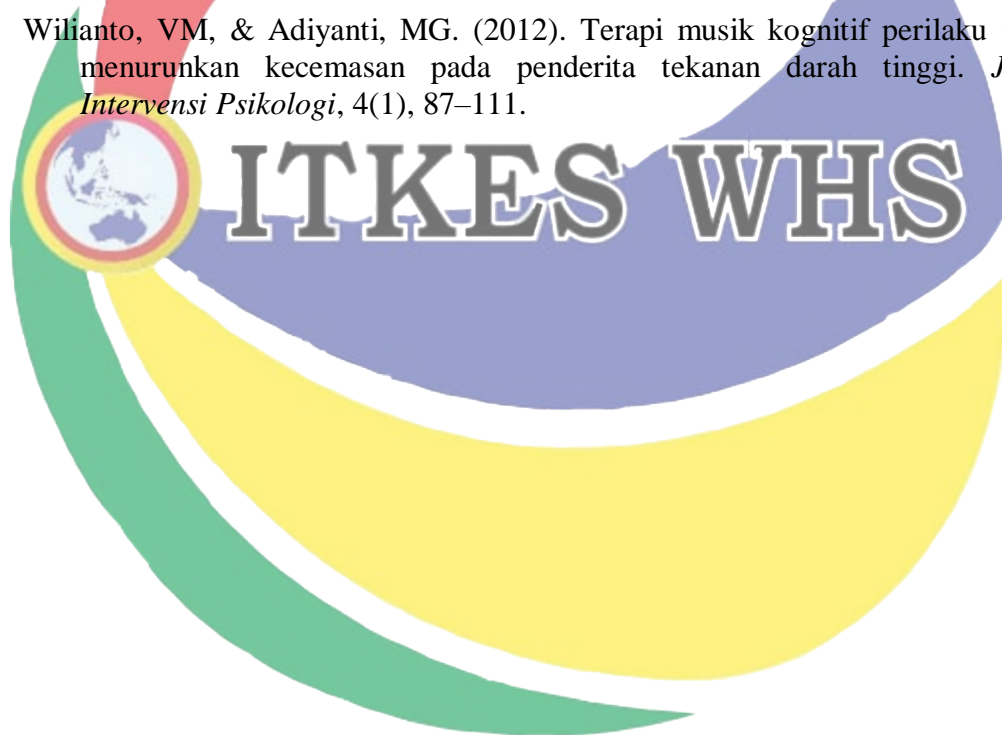 Wilianto, VM, & Adiyanti, MG. (2012). Terapi musik kognitif perilaku
menurunkan kecemasan pada penderita tekanan darah tinggi. J
Intervensi Psikologi, 4(1), 87–111.
ITKES WHS